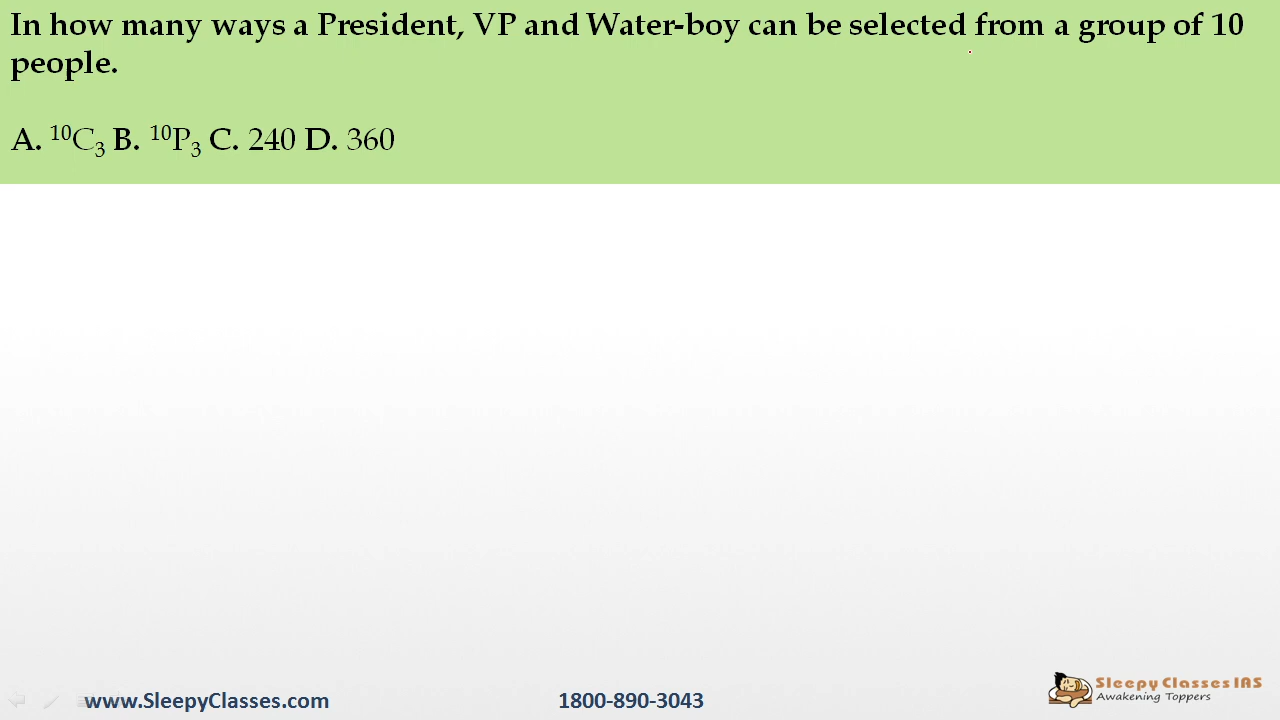 In how many ways a President, VP and Water-boy can be selected from a group of 10
people.
A. ¹⁰C₃ B. ¹⁰P₃ C. 240 D. 360
www.SleepyClasses.com
1800-890-3043
Sleepy Classes IAS
Awakening Toppers